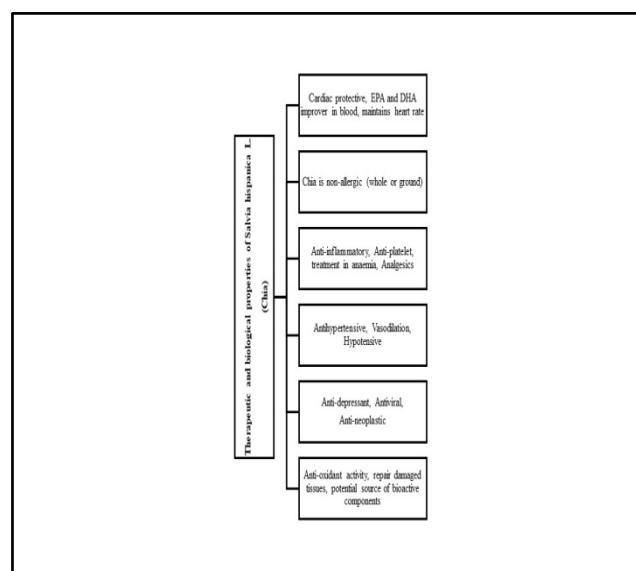 Therapeutic and biological properties of Salvia hispanica L.
(Chia)
Cardiac protective, EPA and DHA
improver in blood, maintains heart rate
Chia is non-allergic (whole or ground)
Anti-inflammatory, Anti-platelet,
treatment in anaemia, Analgesics
Antihypertensive, Vasodilation,
Hypotensive
Anti-depressant, Antiviral,
Anti-neoplastic
Anti-oxidant activity, repair damaged
tissues, potential source of bioactive
components